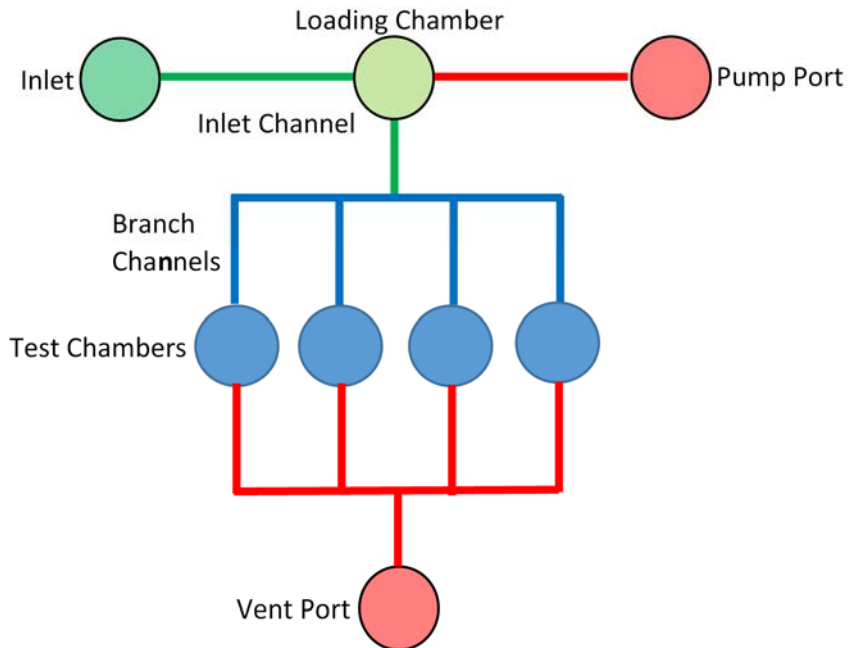 Loading Chamber
Inlet
Pump Port
Inlet Channel
Branch
Channels
Test Chambers
Vent Port